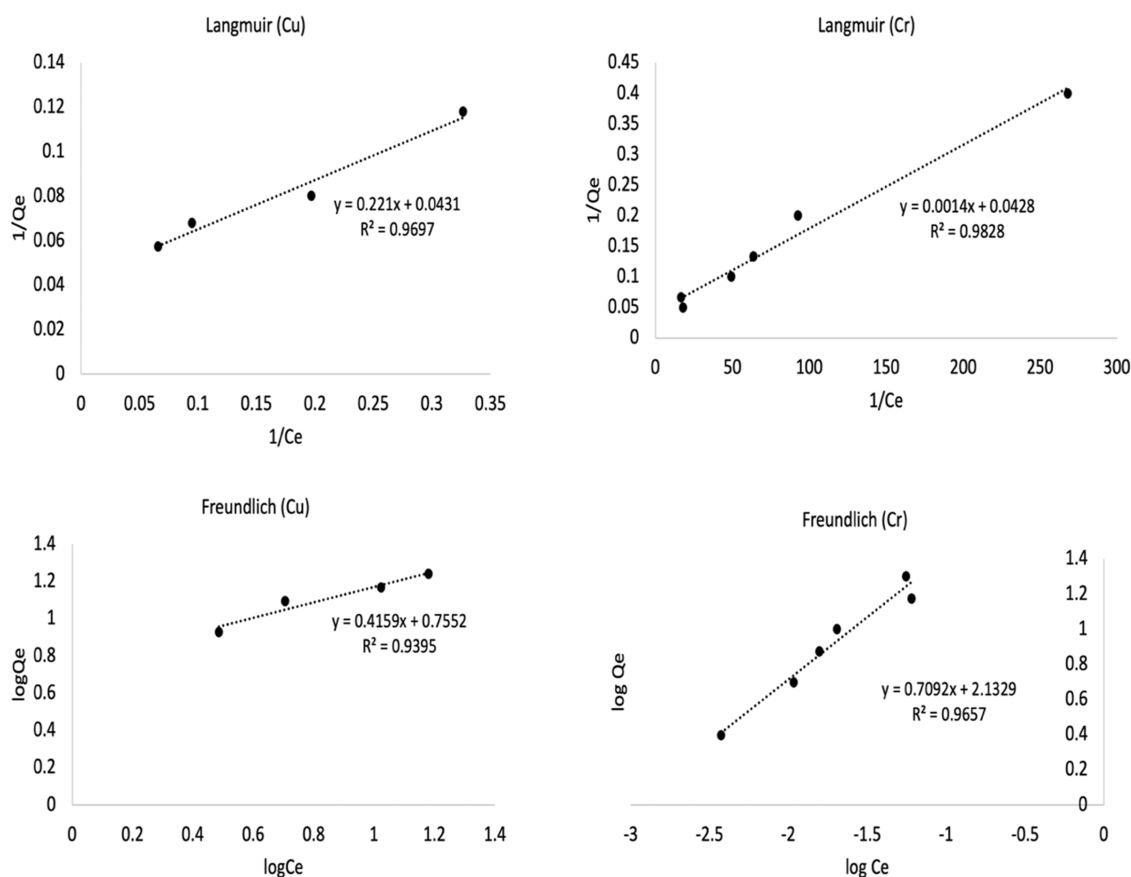 Langmuir (Cu)
0.14
0.12
0.1
0.08
0.06
0.04
0.02
0
1/Qe
y = 0.221x + 0.0431
R² = 0.9697
0 0.05 0.1 0.15 0.2 0.25 0.3 0.35
1/Ce
Langmuir (Cr)
0.45
0.4
0.35
0.3
0.25
0.2
0.15
0.1
0.05
0
1/Qe
y = 0.0014x + 0.0428
R² = 0.9828
0 50 100 150 200 250 300
1/Ce
Freundlich (Cu)
1.4
1.2
1
0.8
0.6
0.4
0.2
0
logQe
y = 0.4159x + 0.7552
R² = 0.9395
0 0.2 0.4 0.6 0.8 1 1.2 1.4
logCe
Freundlich (Cr)
1.4
1.2
1
0.8
0.6
0.4
0.2
0
log Qe
y = 0.7092x + 2.1329
R² = 0.9657
-3 -2.5 -2 -1.5 -1 -0.5 0
log Ce